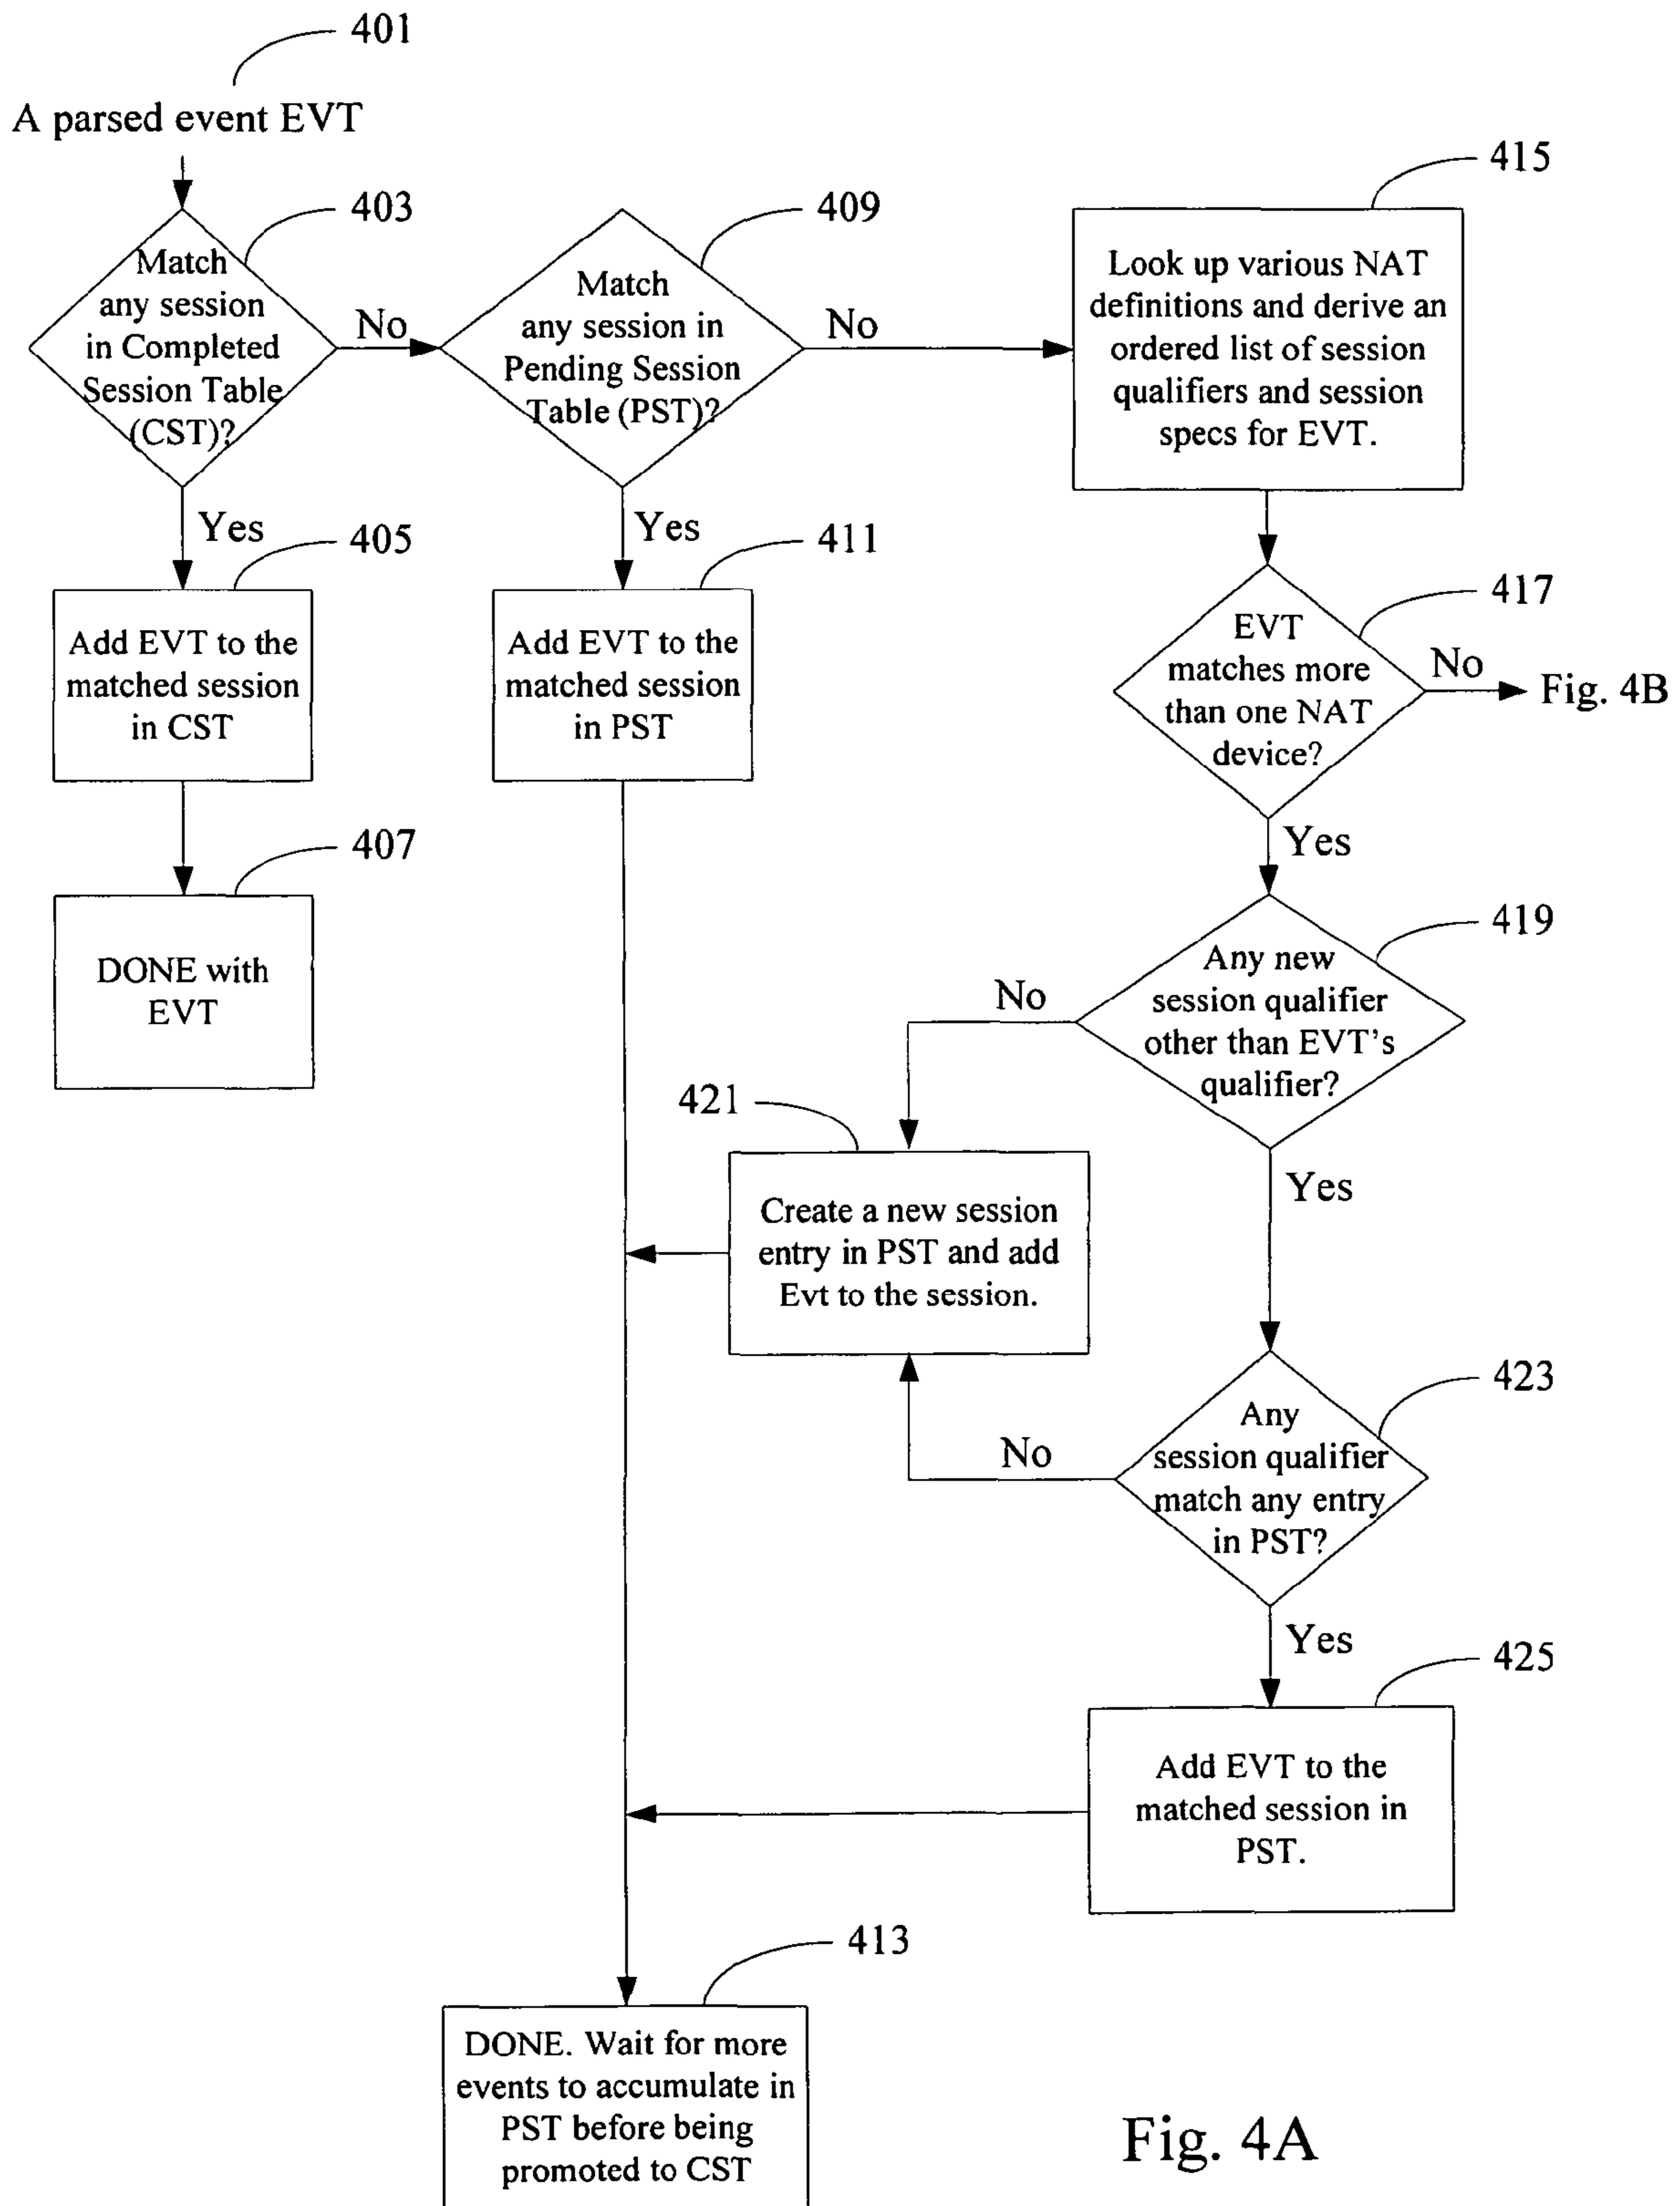 401
A parsed event EVT
403
Match
any session
in Completed
Session Table
(CST)?
No
409
Match
any session in
Pending Session
Table (PST)?
No
415
Look up various NAT
definitions and derive an
ordered list of session
qualifiers and session
specs for EVT.
Yes
405
Add EVT to the
matched session
in CST
Yes
411
Add EVT to the
matched session
in PST
417
EVT
matches more
than one NAT
device?
No
Fig. 4B
Yes
407
DONE with
EVT
419
Any new
session qualifier
other than EVT's
qualifier?
No
Yes
421
Create a new session
entry in PST and add
Evt to the session.
423
Any
session qualifier
match any entry
in PST?
No
Yes
425
Add EVT to the
matched session in
PST.
413
DONE. Wait for more
events to accumulate in
PST before being
promoted to CST
Fig. 4A